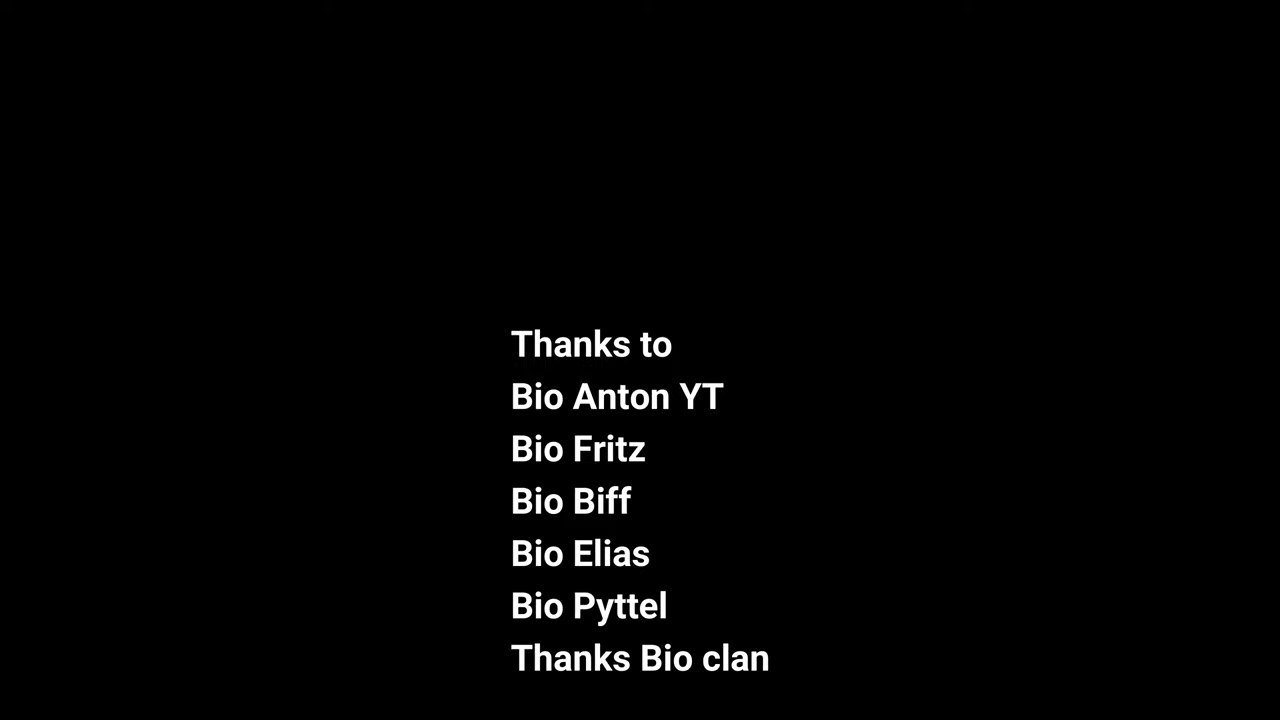 Thanks to
Bio Anton YT
Bio Fritz
Bio Biff
Bio Elias
Bio Pyttel
Thanks Bio clan